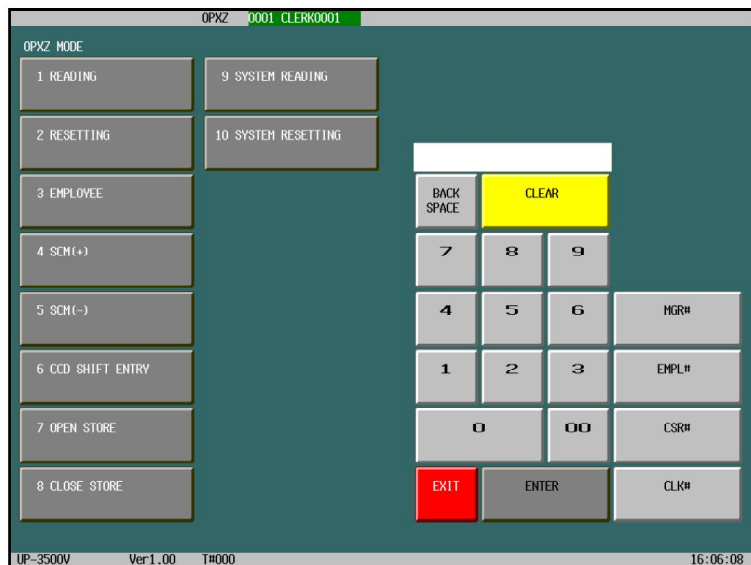 OPXZ 0001 CLERK0001
OPXZ MODE
1 READING
9 SYSTEM READING
2 RESETTING
10 SYSTEM RESETTING
3 EMPLOYEE
4 SCM(+)
5 SCM(-)
6 CCD SHIFT ENTRY
7 OPEN STORE
8 CLOSE STORE
BACK
SPACE
CLEAR
7 8 9
4 5 6 MGR#
1 2 3 EMPL#
0 00 CSR#
EXIT ENTER CLK#
UP-3500V Ver1.00 T#000 16:06:08